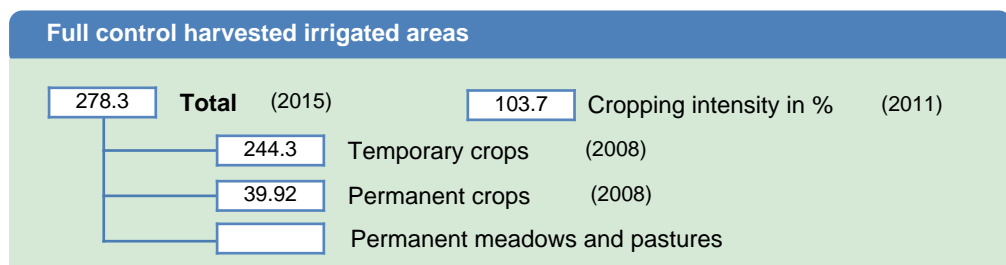 Full control harvested irrigated areas
278.3 Total (2015) 103.7 Cropping intensity in % (2011)
244.3 Temporary crops (2008)
39.92 Permanent crops (2008)
Permanent meadows and pastures